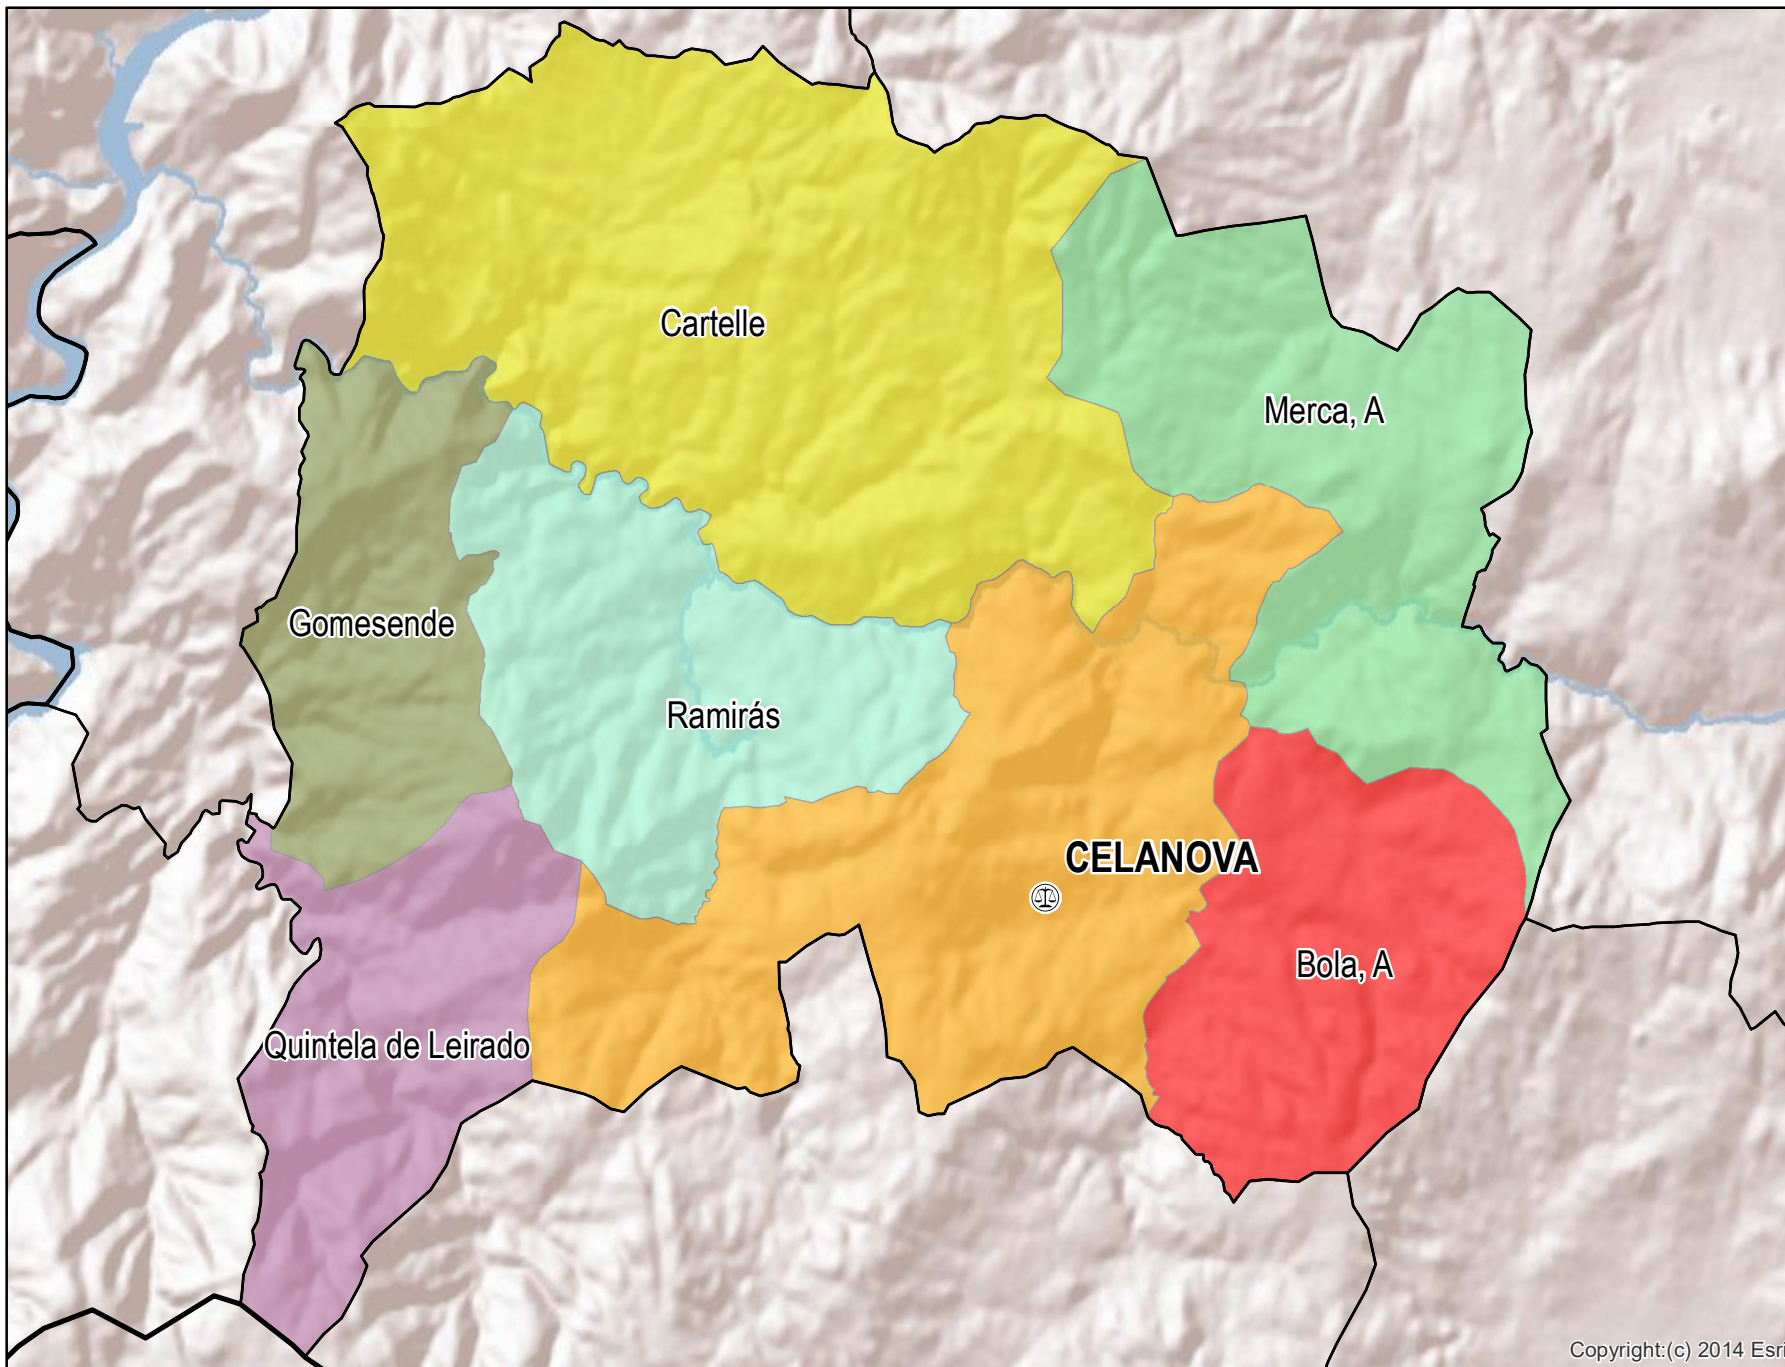 Cartelle
Merca, A
Gomesende
Ramirás
CELANOVA
Bola, A
Quintela de Leirado
Copyright:(c) 2014 Esri